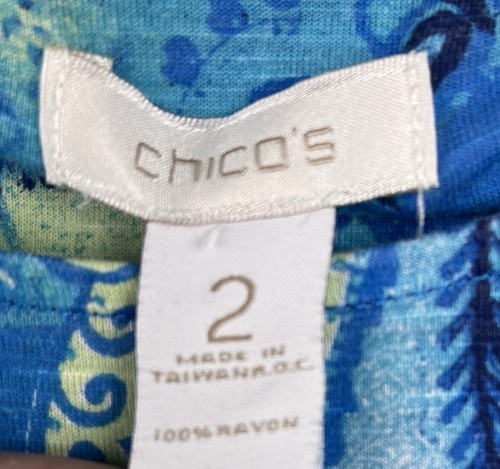 CHICO'S
2
MADE IN
TAIWAN R.O.C.
100% RAYON